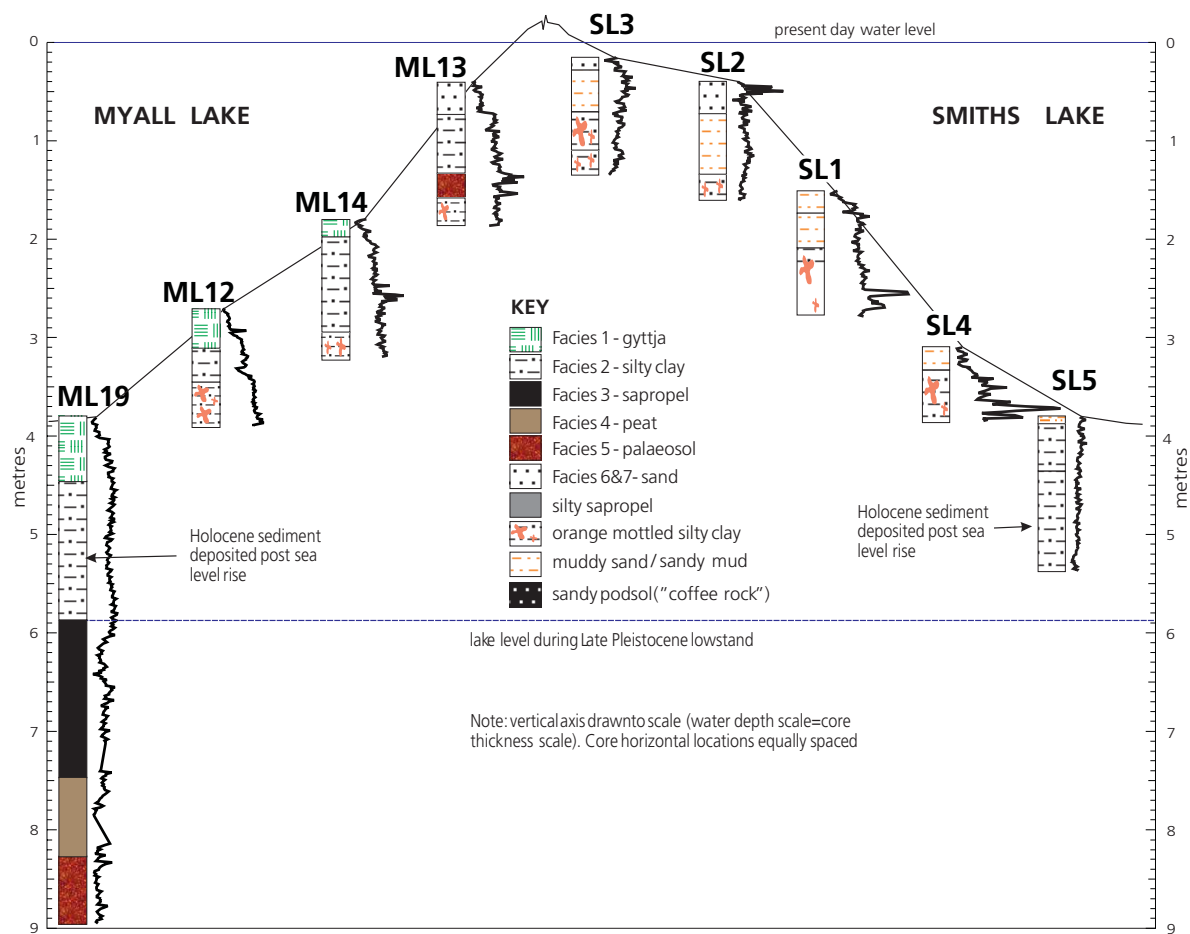 SL3
present day water level
0
0
ML13
SL2
MYALL LAKE
SMITHS LAKE
1
1
SL1
ML14
2
2
ML12
KEY
SL4
3
3
Facies 1 - gyttja
Facies 2 - silty clay
SL5
ML19
Facies 3 - sapropel
Facies 4 - peat
4
4
Facies 5 - palaeosol
metres
metres
Facies 6&7- sand
silty sapropel
orange mottled silty clay
muddy sand/ sandy mud
sandy podsol("coffee rock")
Holocene sediment
deposited post sea
level rise
Holocene sediment
deposited post sea
level rise
5
5
6
6
lake level during Late Pleistocene lowstand
Note: vertical axis drawnto scale (water depth scale=core
thickness scale). Core horizontal locations equally spaced
7
7
8
8
9
9